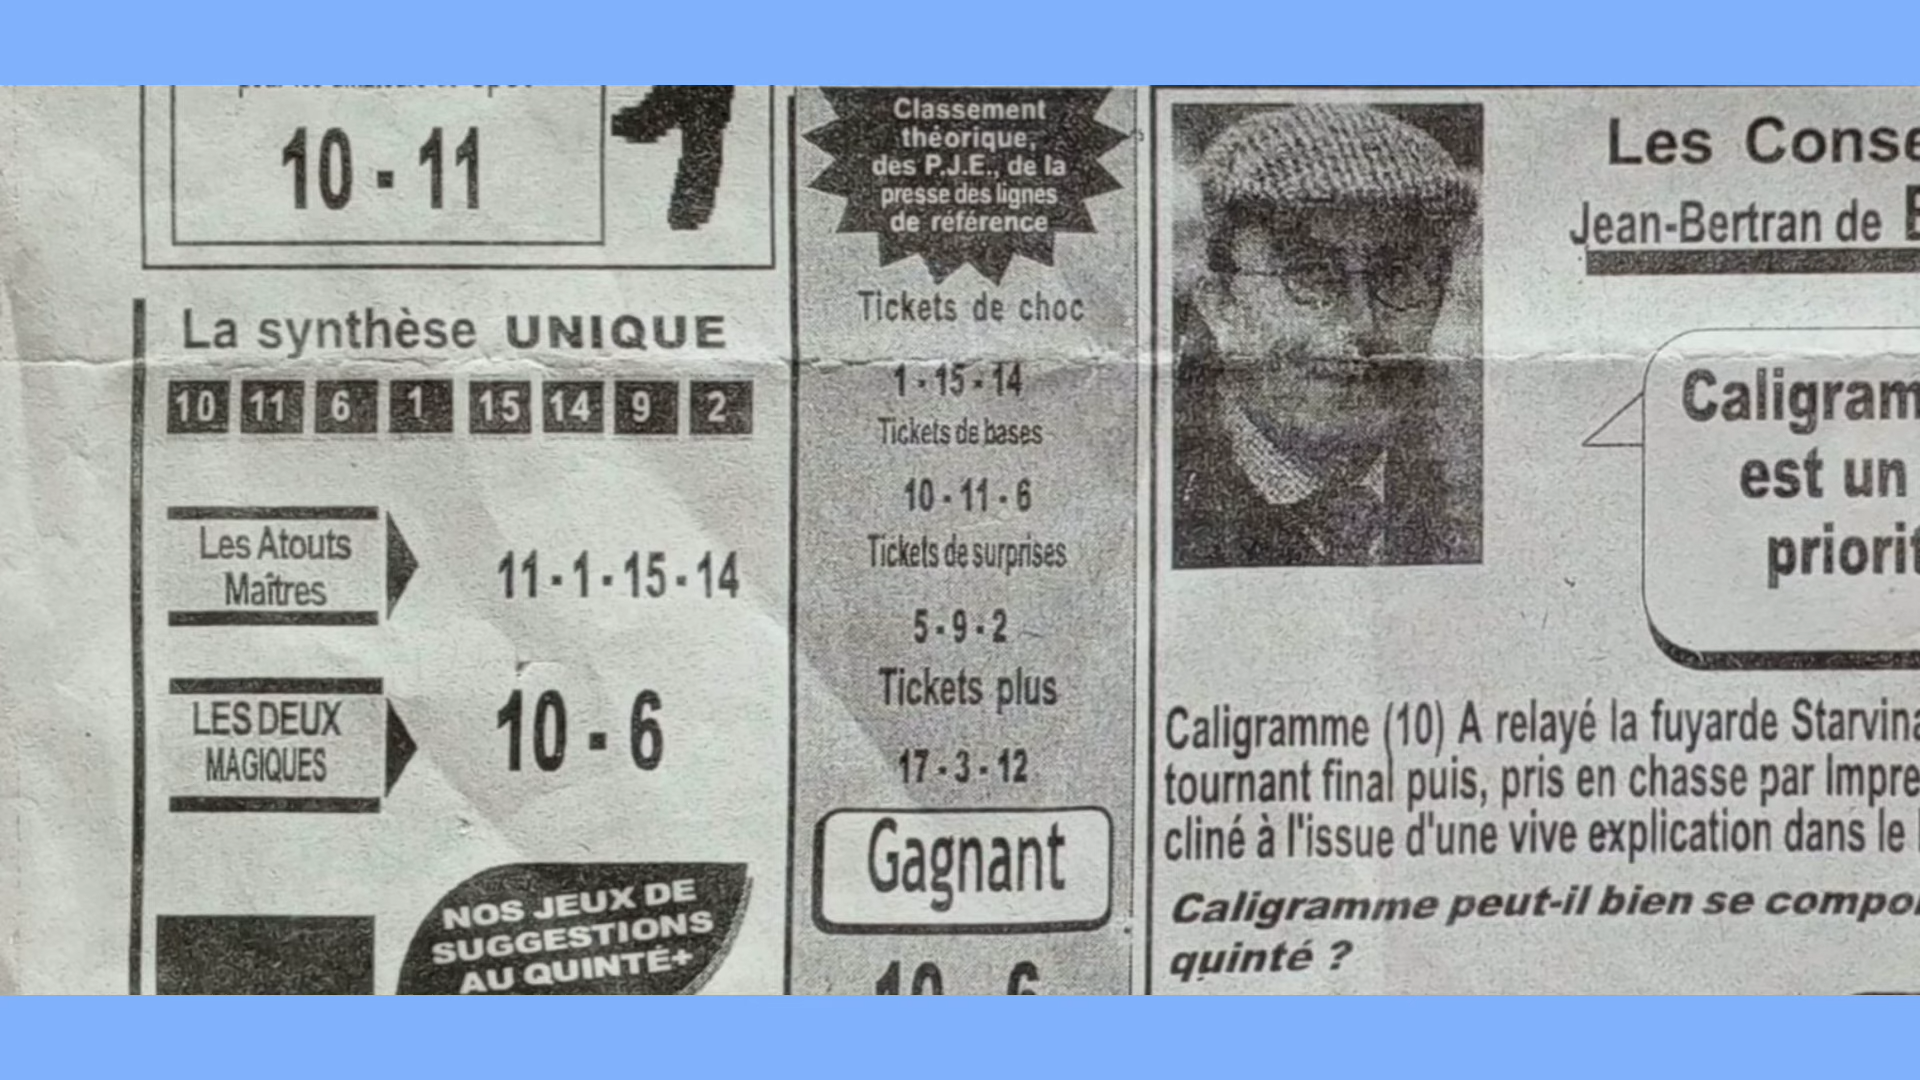 10 - 11
La synthèse UNIQUE
10 11 6 1 15 14 9 2
Les Atouts
Maîtres
11 - 1 - 15 - 14
LES DEUX
MAGIQUES
10 - 6
NOS JEUX DE
SUGGESTIONS
AU QUINTÉ+
Classement
théorique,
des P.J.E., de la
presse des lignes
de référence
Tickets de choc
1 - 15 - 14
Tickets de bases
10 - 11 - 6
Tickets de surprises
5 - 9 - 2
Tickets plus
17 - 3 - 12
Gagnant
10 6
Les Conse
Jean-Bertran de
Caligram
est un
priorit
Caligramme (10) A relayé la fuyarde Starvina
tournant final puis, pris en chasse par Impre
cliné à l'issue d'une vive explication dans le
Caligramme peut-il bien se compor
quinté ?